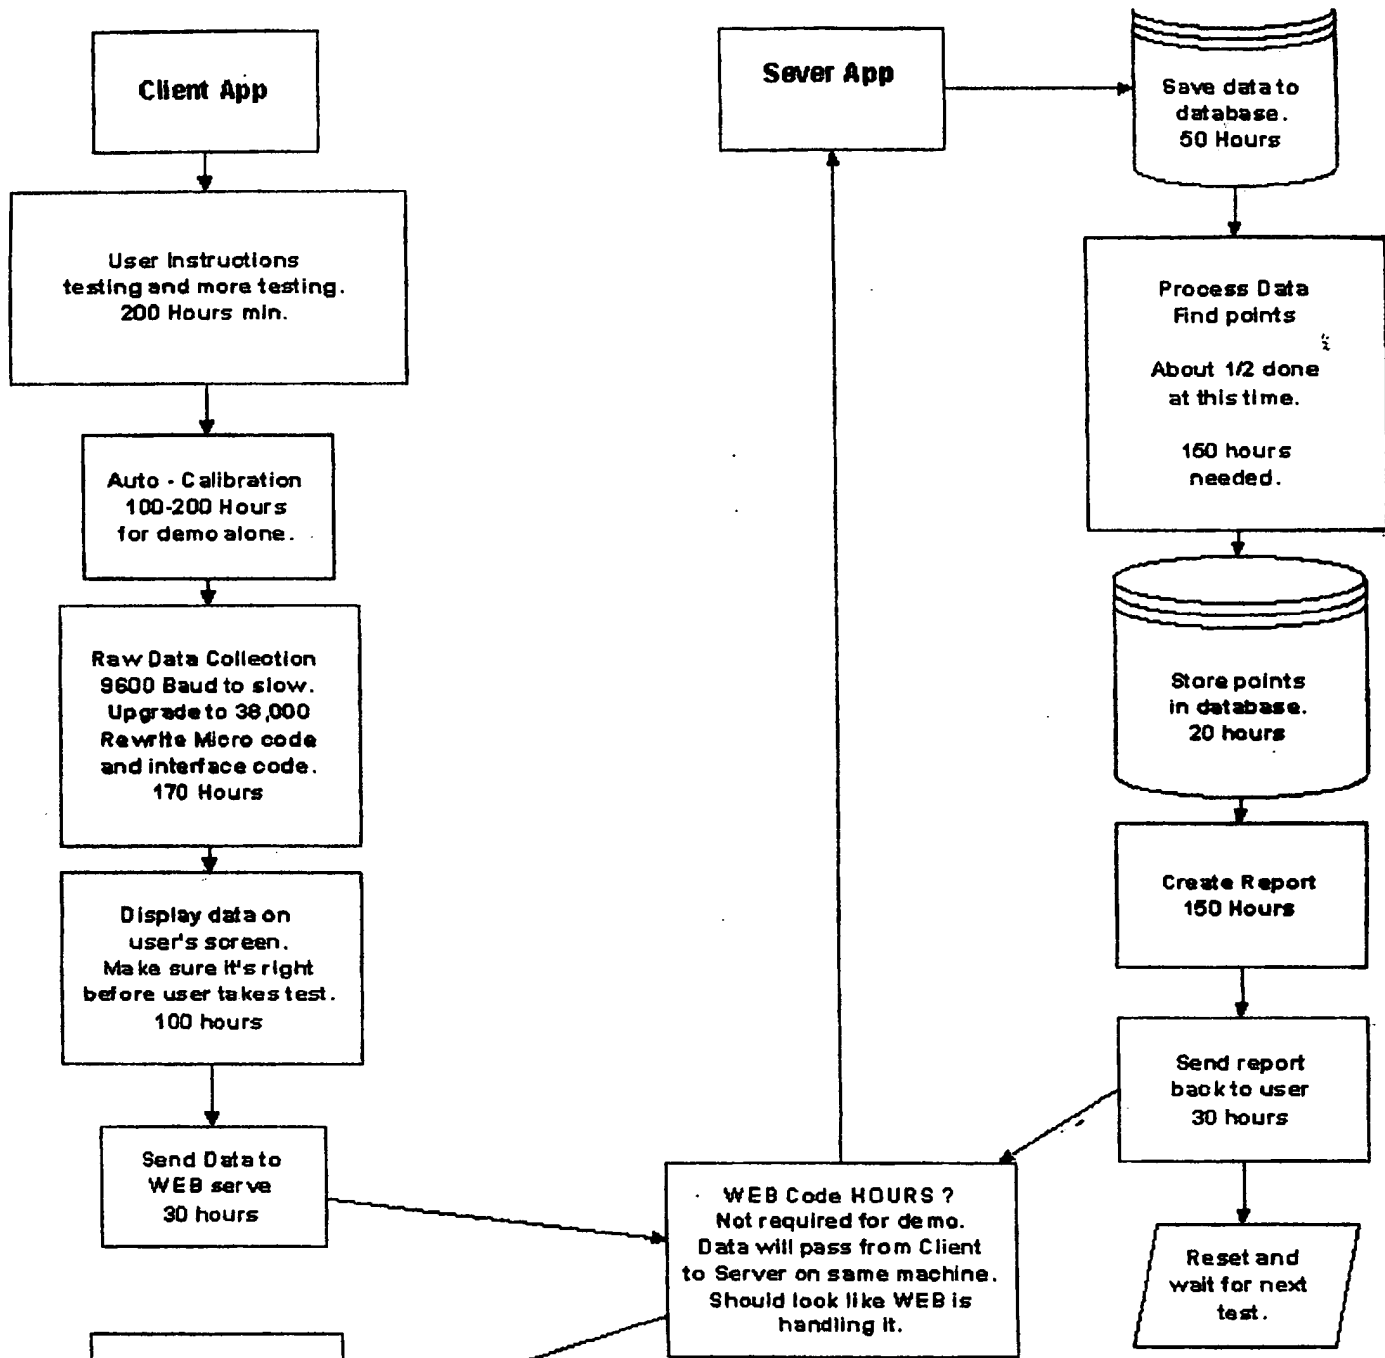 Client App
User Instructions
testing and more testing.
200 Hours min.
Auto - Calibration
100-200 Hours
for demo alone.
Raw Data Collection
9600 Baud to slow.
Upgrade to 38,000
Rewrite Micro code
and interface code.
170 Hours
Display data on
user's screen.
Make sure it's right
before user takes test.
100 hours
Send Data to
WEB serve
30 hours
WEB Code HOURS ?
Not required for demo.
Data will pass from Client
to Server on same machine.
Should look like WEB is
handling it.
Sever App
Save data to
database.
50 Hours
Process Data
Find points
About 1/2 done
at this time.
150 hours
needed.
Store points
in database.
20 hours
Create Report
150 Hours
Send report
back to user
30 hours
Reset and
wait for next
test.